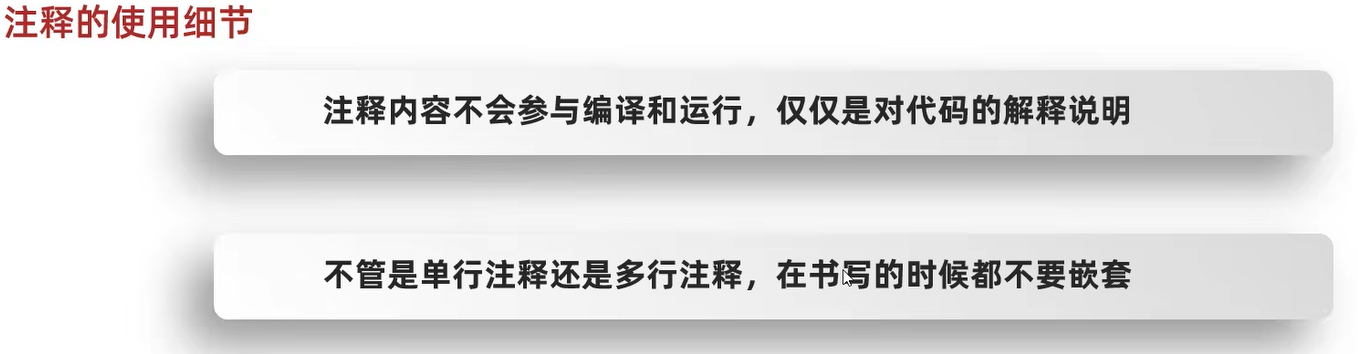 注释的使用细节
注释内容不会参与编译和运行，仅仅是对代码的解释说明
不管是单行注释还是多行注释，在书写的时候都不要嵌套